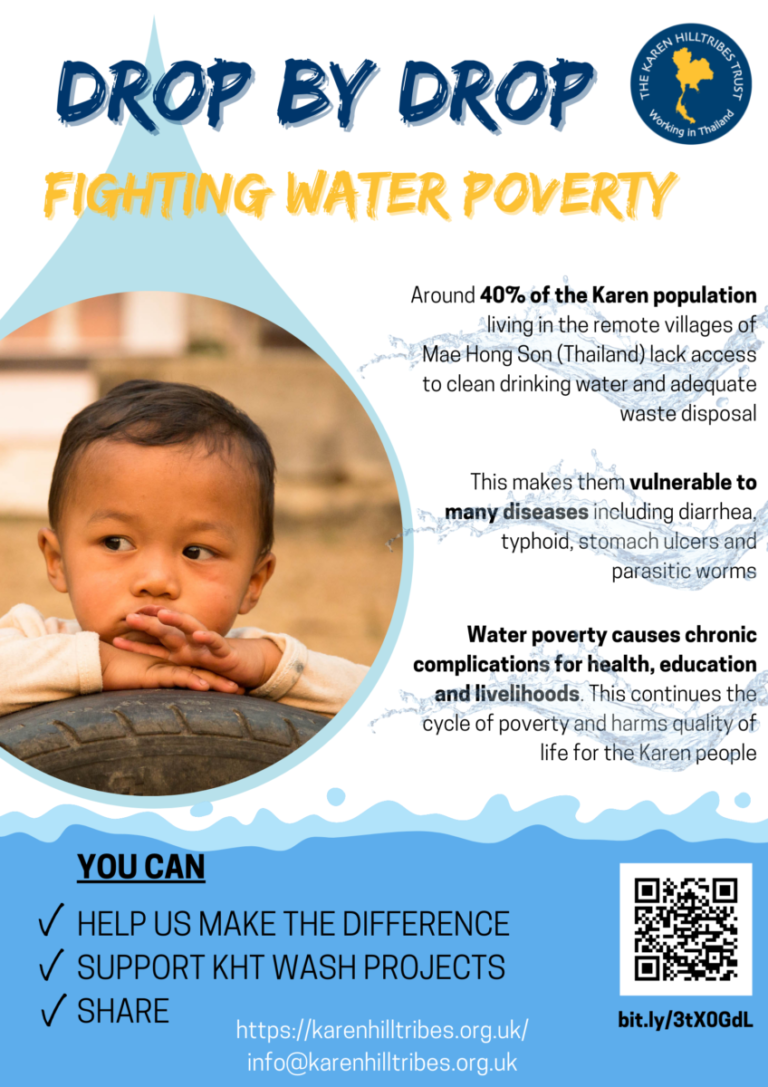 DROP BY DROP
THE KAREN HILLTRIBES TRUST
Working in Thailand
FIGHTING WATER POVERTY
Around 40% of the Karen population
living in the remote villages of
Mae Hong Son (Thailand) lack access
to clean drinking water and adequate
waste disposal
This makes them vulnerable to
many diseases including diarrhea,
typhoid, stomach ulcers and
parasitic worms
Water poverty causes chronic
complications for health, education
and livelihoods. This continues the
cycle of poverty and harms quality of
life for the Karen people
YOU CAN
✓ HELP US MAKE THE DIFFERENCE
✓ SUPPORT KHT WASH PROJECTS
✓ SHARE
bit.ly/3tX0GdL
https://karenhilltribes.org.uk/
info@karenhilltribes.org.uk